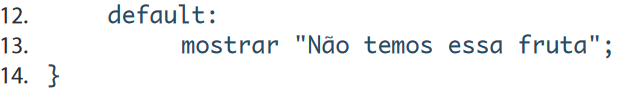 12. default:
13. mostrar "Não temos essa fruta";
14. }